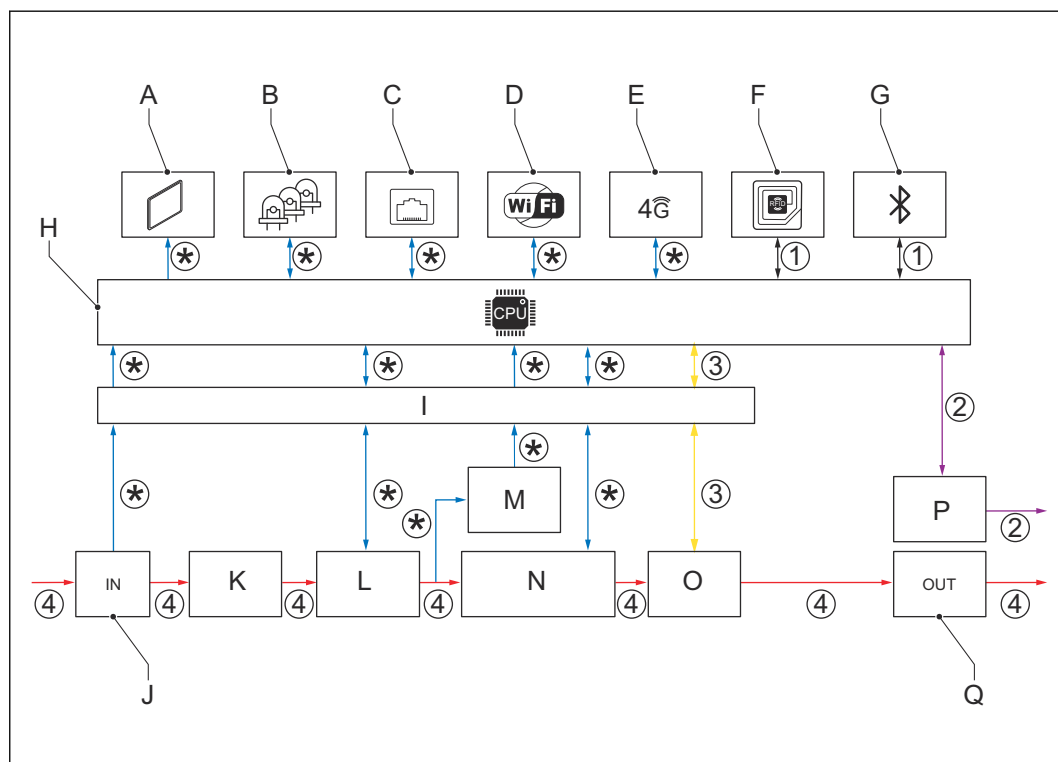 A B C D E F G
Wi Fi 4G RFID
H
* * * * * 1 1
CPU
* * * * 3
I
2
* * * * 3
M
* P
2
IN K L N O OUT
4 4 4 4 4 4 4
J Q